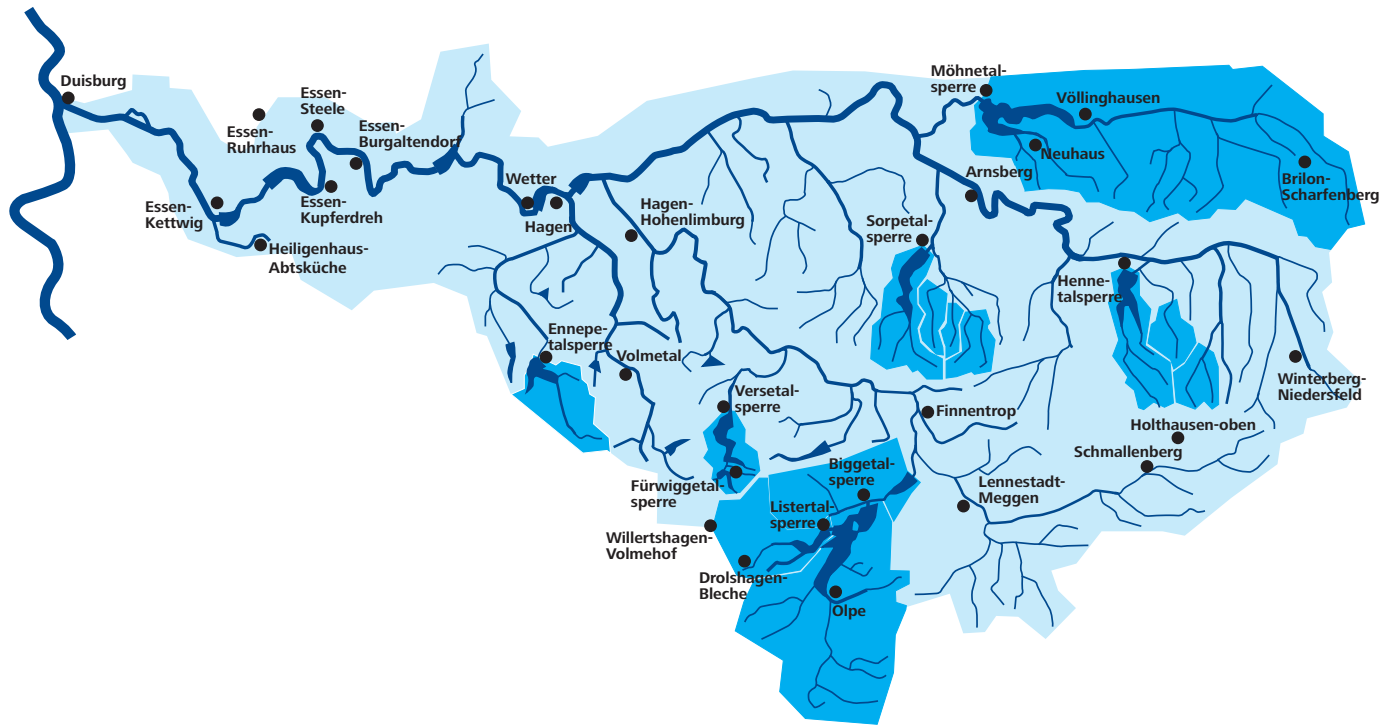 Duisburg
Essen-
Steele
Essen-
Ruhrhaus
Essen-
Burgaltendorf
Essen-
Kettwig
Essen-
Kupferdreh
Heiligenhaus-
Abtsküche
Wetter
Hagen
Hagen-
Hohenlimburg
Möhnetal-
sperre
Völlinghausen
Neuhaus
Brilon-
Scharfenberg
Arnsberg
Sorpetal-
sperre
Henne-
talsperre
Ennepe-
talsperre
Volmetal
Versetal-
sperre
Finnentrop
Winterberg-
Niedersfeld
Holthausen-oben
Schmallenberg
Fürwiggetal-
sperre
Biggetal-
sperre
Listertal-
sperre
Lennestadt-
Meggen
Willertshagen-
Volmehof
Drolshagen-
Bleche
Olpe